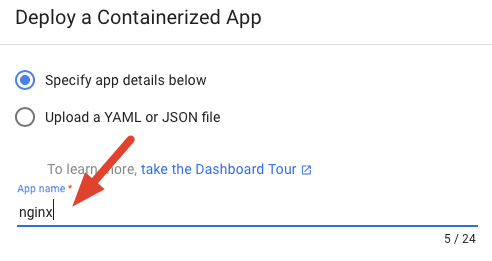 Deploy a Containerized App
Specify app details below
Upload a YAML or JSON file
To learn more, take the Dashboard Tour
App name *
nginx
5 / 24